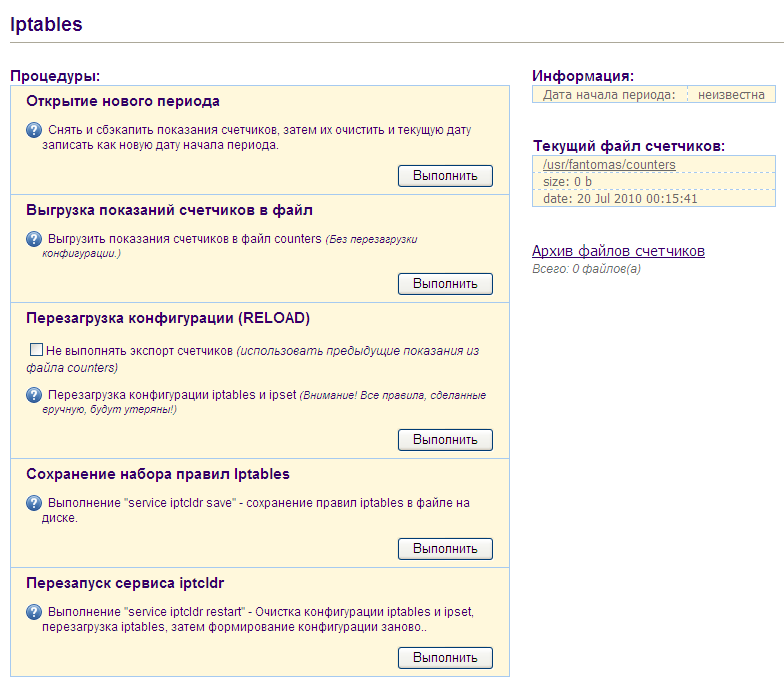 Iptables
Процедуры:
Открытие нового периода
Снять и сбэкапить показания счетчиков, затем их очистить и текущую дату
записать как новую дату начала периода.
Выполнить
Выгрузка показаний счетчиков в файл
Выгрузить показания счетчиков в файл counters (Без перезагрузки
конфигурации.)
Выполнить
Перезагрузка конфигурации (RELOAD)
Не выполнять экспорт счетчиков (использовать предыдущие показания из
файла counters)
Перезагрузка конфигурации iptables и ipset (Внимание! Все правила, сделанные
вручную, будут утеряны!)
Выполнить
Сохранение набора правил Iptables
Выполнение "service iptcldr save" - сохранение правил iptables в файле на
диске.
Выполнить
Перезапуск сервиса iptcldr
Выполнение "service iptcldr restart" - Очистка конфигурации iptables и ipset,
перезагрузка iptables, затем формирование конфигурации заново..
Выполнить
Информация:
Дата начала периода: неизвестна
Текущий файл счетчиков:
/usr/fantomas/counters
size: 0 b
date: 20 Jul 2010 00:15:41
Архив файлов счетчиков
Всего: 0 файлов(а)